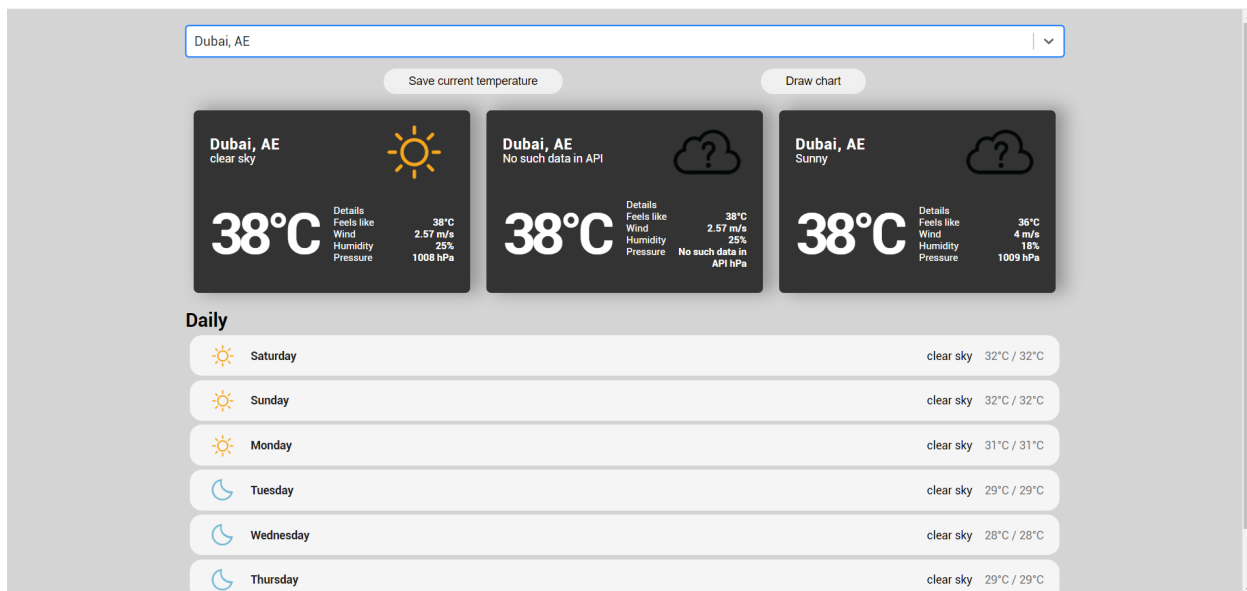 Dubai, AE
Save current temperature
Draw chart
Dubai, AE
clear sky
38°C
Details
Feels like 38°C
Wind 2.57 m/s
Humidity 25%
Pressure 1008 hPa
Dubai, AE
No such data in API
?
38°C
Details
Feels like 38°C
Wind 2.57 m/s
Humidity 25%
Pressure No such data in
API hPa
Dubai, AE
Sunny
?
38°C
Details
Feels like 36°C
Wind 4 m/s
Humidity 18%
Pressure 1009 hPa
Daily
Saturday clear sky 32°C / 32°C
Sunday clear sky 32°C / 32°C
Monday clear sky 31°C / 31°C
Tuesday clear sky 29°C / 29°C
Wednesday clear sky 28°C / 28°C
Thursday clear sky 29°C / 29°C